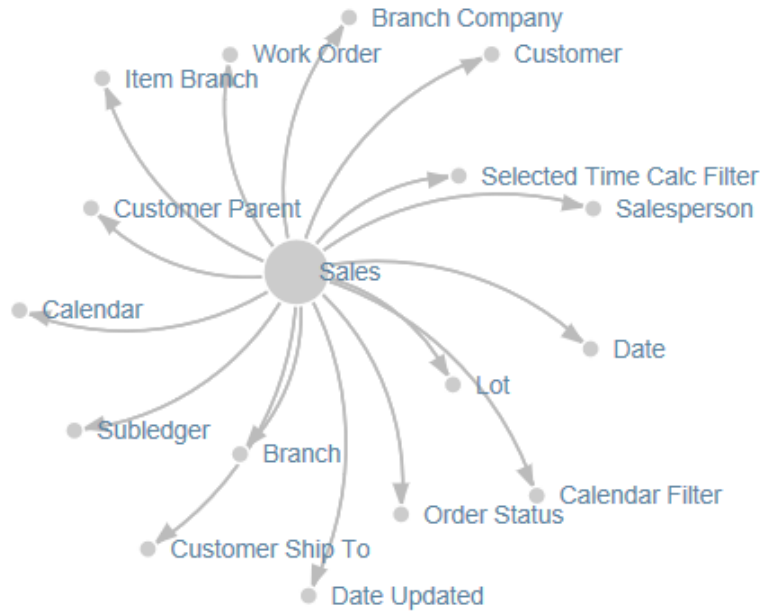 Branch Company
Work Order
Customer
Item Branch
Selected Time Calc Filter
Customer Parent
Salesperson
Sales
Calendar
Date
Lot
Subledger
Branch
Calendar Filter
Order Status
Customer Ship To
Date Updated